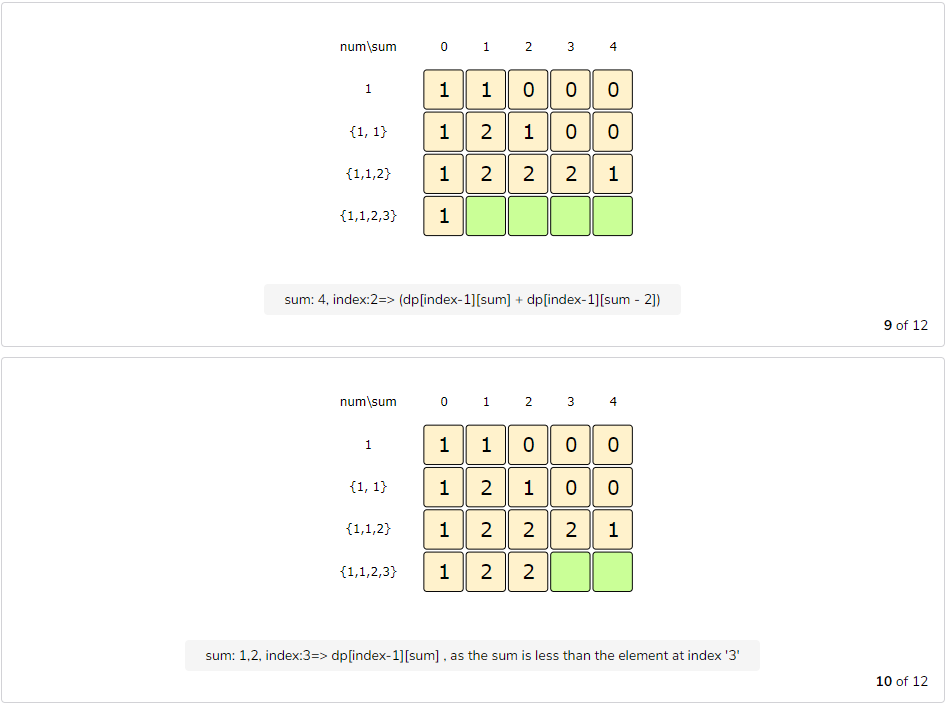 num\sum 0 1 2 3 4
1 1 1 0 0 0
{1, 1} 1 2 1 0 0
{1,1,2} 1 2 2 2 1
{1,1,2,3} 1
sum: 4, index:2=> (dp[index-1][sum] + dp[index-1][sum - 2])
9 of 12
num\sum 0 1 2 3 4
1 1 1 0 0 0
{1, 1} 1 2 1 0 0
{1,1,2} 1 2 2 2 1
{1,1,2,3} 1 2 2
sum: 1,2, index:3=> dp[index-1][sum] , as the sum is less than the element at index '3'
10 of 12